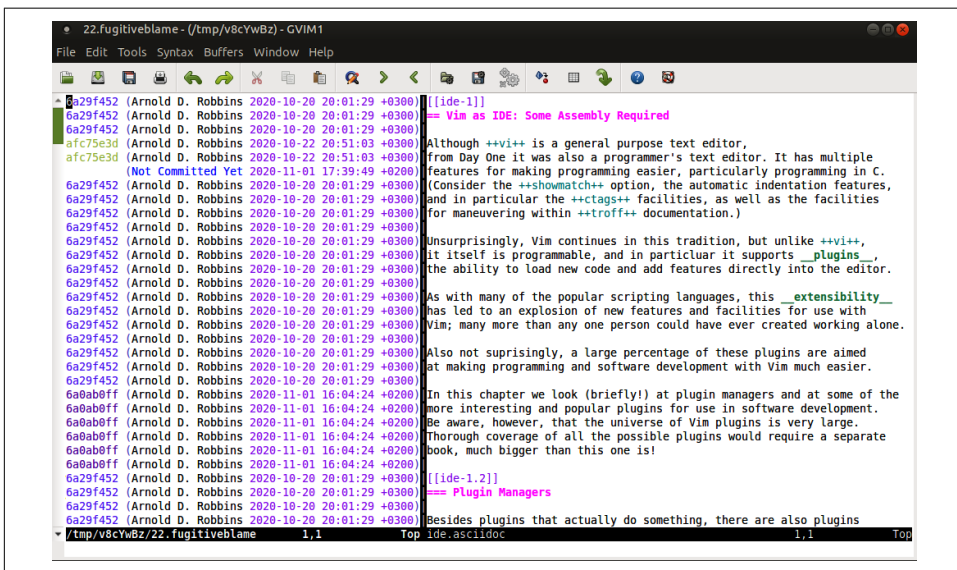 22.fugitiveblame - (/tmp/v8cYwBz) - GVIM1
File Edit Tools Syntax Buffers Window Help
6a29f452 (Arnold D. Robbins 2020-10-20 20:01:29 +0300) [[ide-1]]
6a29f452 (Arnold D. Robbins 2020-10-20 20:01:29 +0300) == Vim as IDE: Some Assembly Required
6a29f452 (Arnold D. Robbins 2020-10-20 20:01:29 +0300)
afc75e3d (Arnold D. Robbins 2020-10-22 20:51:03 +0300) Although ++vi++ is a general purpose text editor,
afc75e3d (Arnold D. Robbins 2020-10-22 20:51:03 +0300) from Day One it was also a programmer's text editor. It has multiple
(Not Committed Yet 2020-11-01 17:39:49 +0200) features for making programming easier, particularly programming in C.
6a29f452 (Arnold D. Robbins 2020-10-20 20:01:29 +0300) (Consider the ++showmatch++ option, the automatic indentation features,
6a29f452 (Arnold D. Robbins 2020-10-20 20:01:29 +0300) and in particular the ++ctags++ facilities, as well as the facilities
6a29f452 (Arnold D. Robbins 2020-10-20 20:01:29 +0300) for maneuvering within ++troff++ documentation.)
6a29f452 (Arnold D. Robbins 2020-10-20 20:01:29 +0300)
6a29f452 (Arnold D. Robbins 2020-10-20 20:01:29 +0300) Unsurprisingly, Vim continues in this tradition, but unlike ++vi++,
6a29f452 (Arnold D. Robbins 2020-10-20 20:01:29 +0300) it itself is programmable, and in particluar it supports __plugins__,
6a29f452 (Arnold D. Robbins 2020-10-20 20:01:29 +0300) the ability to load new code and add features directly into the editor.
6a29f452 (Arnold D. Robbins 2020-10-20 20:01:29 +0300)
6a29f452 (Arnold D. Robbins 2020-10-20 20:01:29 +0300) As with many of the popular scripting languages, this __extensibility__
6a29f452 (Arnold D. Robbins 2020-10-20 20:01:29 +0300) has led to an explosion of new features and facilities for use with
6a29f452 (Arnold D. Robbins 2020-10-20 20:01:29 +0300) Vim; many more than any one person could have ever created working alone.
6a29f452 (Arnold D. Robbins 2020-10-20 20:01:29 +0300)
6a29f452 (Arnold D. Robbins 2020-10-20 20:01:29 +0300) Also not suprisingly, a large percentage of these plugins are aimed
6a29f452 (Arnold D. Robbins 2020-10-20 20:01:29 +0300) at making programming and software development with Vim much easier.
6a29f452 (Arnold D. Robbins 2020-10-20 20:01:29 +0300)
6a0ab0ff (Arnold D. Robbins 2020-11-01 16:04:24 +0200) In this chapter we look (briefly!) at plugin managers and at some of the
6a0ab0ff (Arnold D. Robbins 2020-11-01 16:04:24 +0200) more interesting and popular plugins for use in software development.
6a0ab0ff (Arnold D. Robbins 2020-11-01 16:04:24 +0200) Be aware, however, that the universe of Vim plugins is very large.
6a0ab0ff (Arnold D. Robbins 2020-11-01 16:04:24 +0200) Thorough coverage of all the possible plugins would require a separate
6a0ab0ff (Arnold D. Robbins 2020-11-01 16:04:24 +0200) book, much bigger than this one is!
6a0ab0ff (Arnold D. Robbins 2020-11-01 16:04:24 +0200)
6a29f452 (Arnold D. Robbins 2020-10-20 20:01:29 +0300) [[ide-1.2]]
6a29f452 (Arnold D. Robbins 2020-10-20 20:01:29 +0300) === Plugin Managers
6a29f452 (Arnold D. Robbins 2020-10-20 20:01:29 +0300)
6a29f452 (Arnold D. Robbins 2020-10-20 20:01:29 +0300) Besides plugins that actually do something, there are also plugins
/tmp/v8cYwBz/22.fugitiveblame 1,1 Top ide.asciidoc 1,1 Top